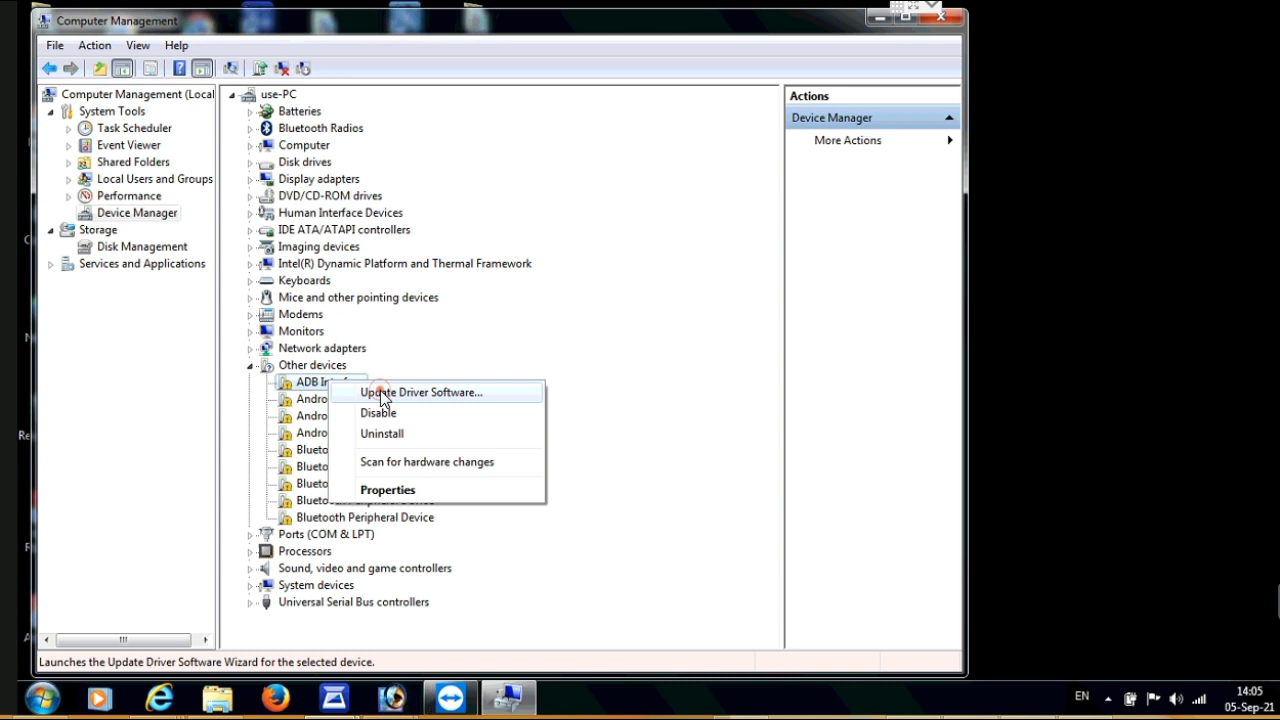 Computer Management
File Action View Help
Computer Management (Local
System Tools
Task Scheduler
Event Viewer
Shared Folders
Local Users and Groups
Performance
Device Manager
Storage
Disk Management
Services and Applications
use-PC
Batteries
Bluetooth Radios
Computer
Disk drives
Display adapters
DVD/CD-ROM drives
Human Interface Devices
IDE ATA/ATAPI controllers
Imaging devices
Intel(R) Dynamic Platform and Thermal Framework
Keyboards
Mice and other pointing devices
Modems
Monitors
Network adapters
Other devices
ADB
Andro
Andro
Andro
Blueto
Blueto
Blueto
Bluetooth Peripheral Device
Ports (COM & LPT)
Processors
Sound, video and game controllers
System devices
Universal Serial Bus controllers
Update Driver Software...
Disable
Uninstall
Scan for hardware changes
Properties
Actions
Device Manager
More Actions
Launches the Update Driver Software Wizard for the selected device.
EN
14:05
05-Sep-21